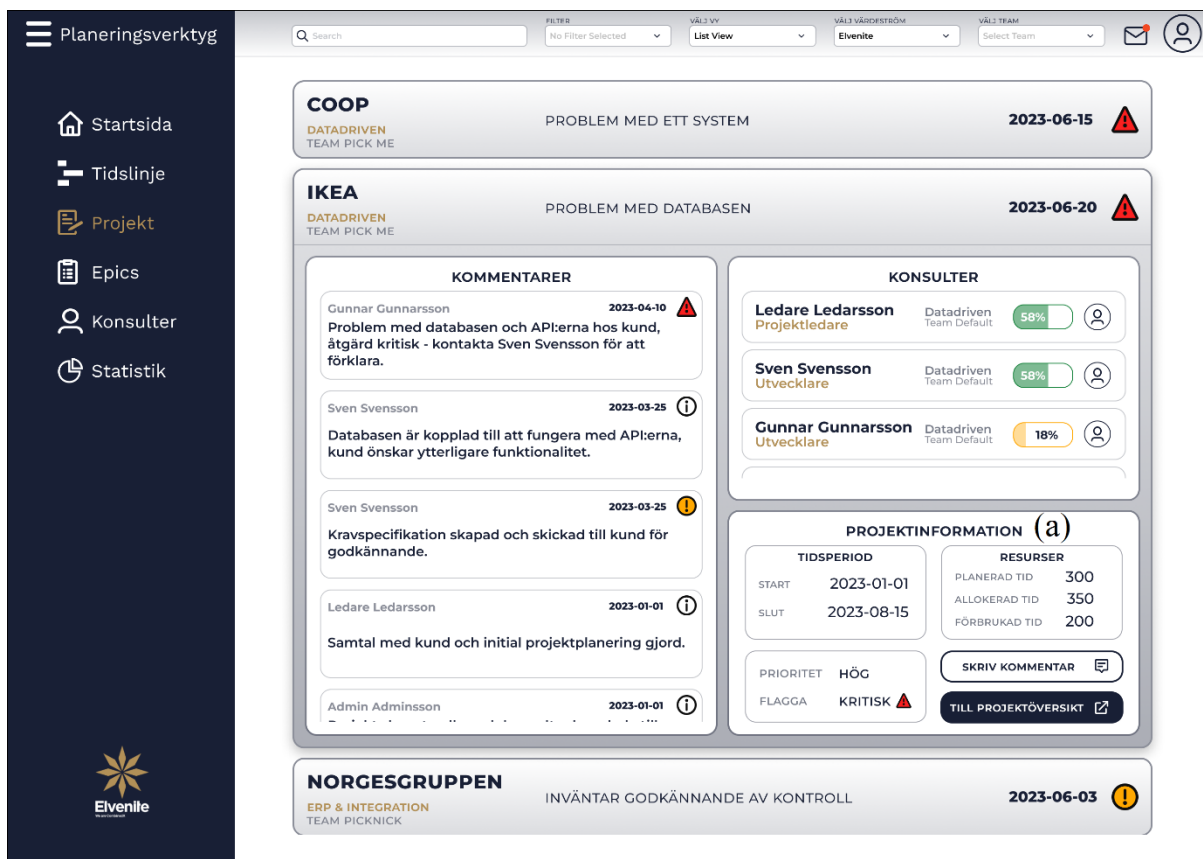 Planeringsverktyg
Search
FILTER
No Filter Selected
VÄLJ VY
List View
VÄLJ VÄRDESTRÖM
Elvenite
VÄLJ TEAM
Select Team
Startsida
Tidslinje
Projekt
Epics
Konsulter
Statistik
Elvenite
COOP
DATADRIVEN
TEAM PICK ME
PROBLEM MED ETT SYSTEM
2023-06-15
IKEA
DATADRIVEN
TEAM PICK ME
PROBLEM MED DATABASEN
2023-06-20
KOMMENTARER
Gunnar Gunnarsson 2023-04-10
Problem med databasen och API:erna hos kund,
åtgärd kritisk - kontakta Sven Svensson för att
förklara.
Sven Svensson 2023-03-25
Databasen är kopplad till att fungera med API:erna,
kund önskar ytterligare funktionalitet.
Sven Svensson 2023-03-25
Kravspecifikation skapad och skickad till kund för
godkännande.
Ledare Ledarsson 2023-01-01
Samtal med kund och initial projektplanering gjord.
Admin Adminsson 2023-01-01
KONSULTER
Ledare Ledarsson
Projektledare
Datadriven
Team Default
58%
Sven Svensson
Utvecklare
Datadriven
Team Default
58%
Gunnar Gunnarsson
Utvecklare
Datadriven
Team Default
18%
PROJEKTINFORMATION (a)
TIDSPERIOD
START 2023-01-01
SLUT 2023-08-15
RESURSER
PLANERAD TID 300
ALLOKERAD TID 350
FÖRBRUKAD TID 200
PRIORITET HÖG
FLAGGA KRITISK
SKRIV KOMMENTAR
TILL PROJEKTÖVERSIKT
NORGESGRUPPEN
ERP & INTEGRATION
TEAM PICKNICK
INVÄNTAR GODKÄNNANDE AV KONTROLL
2023-06-03